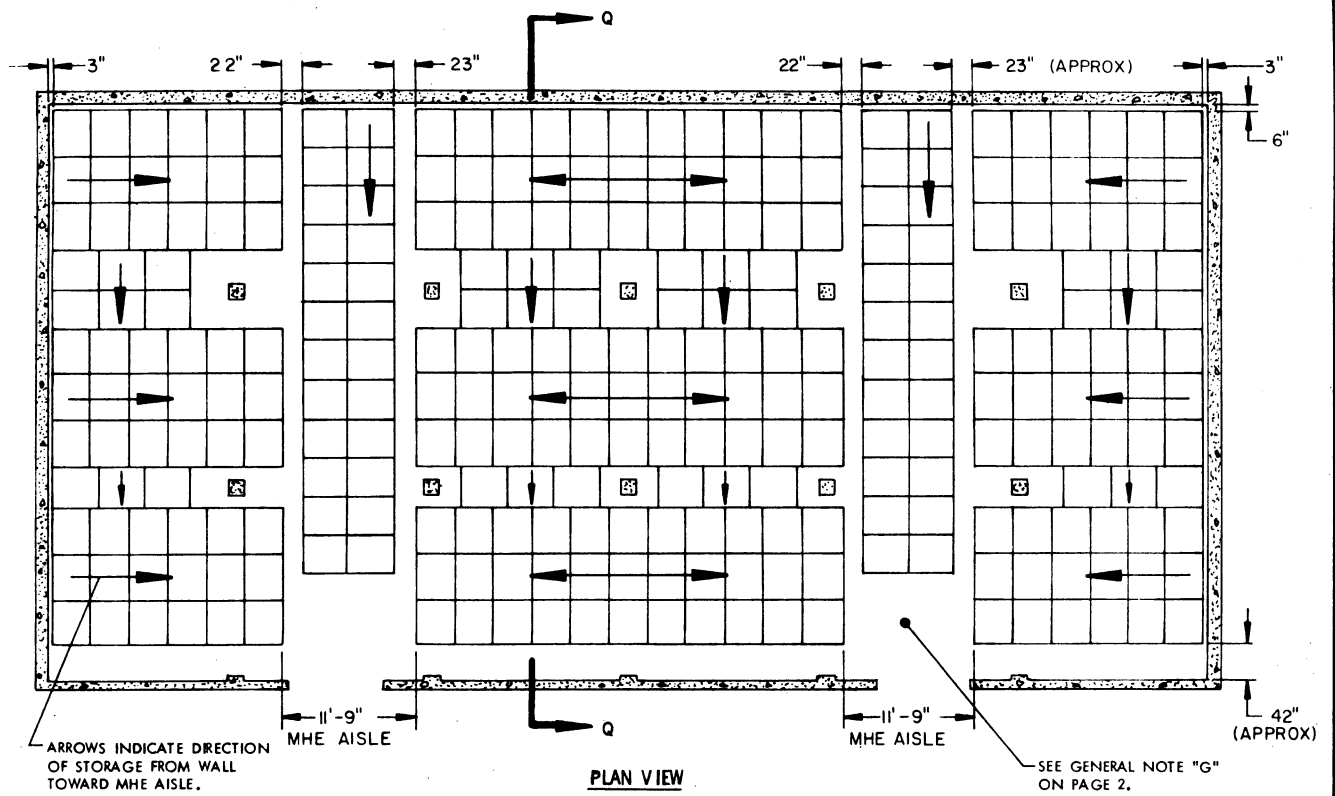 Q
3" 22" 23" 22" 23" (APPROX) 3"
6"
11'-9" 11'-9"
MHE AISLE MHE AISLE
Q
42"
(APPROX)
ARROWS INDICATE DIRECTION
OF STORAGE FROM WALL
TOWARD MHE AISLE.
PLAN VIEW
SEE GENERAL NOTE "G"
ON PAGE 2.